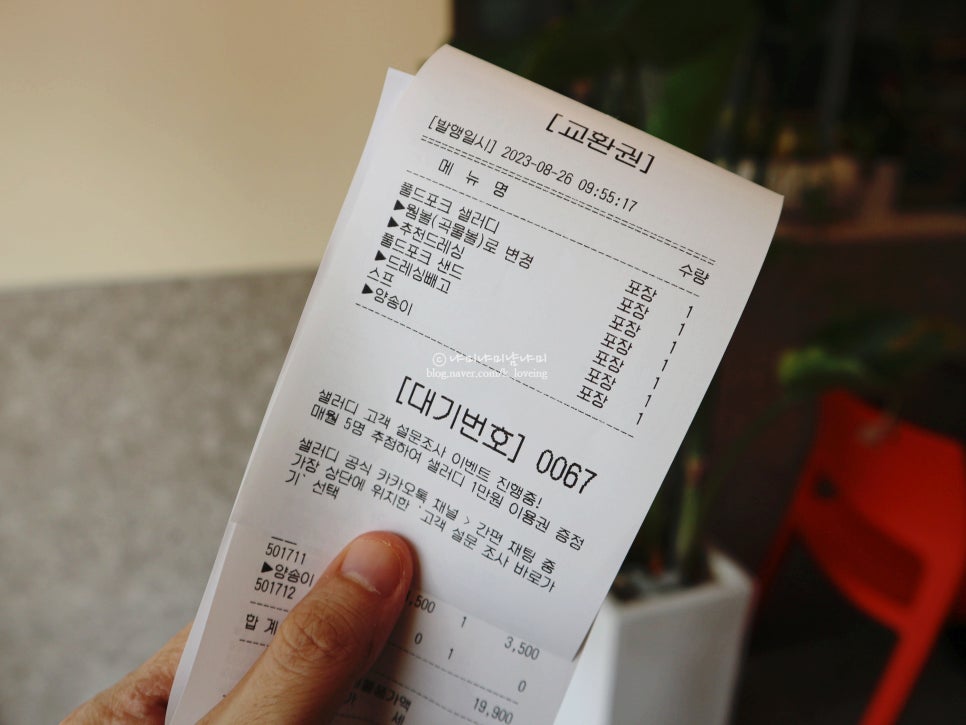 [교환권]
[발행일시] 2023-08-26 09:55:17
메 뉴 명 수량
풀드포크 샐러디 포장 1
▶웜볼(곡물볼)로 변경 포장 1
▶추천드레싱 포장 1
풀드포크 샌드 포장 1
▶드레싱빼고 포장 1
스프 포장 1
▶양송이 포장 1
ⓒ냐미냐미냠냐미
blog.naver.com/k_loveing
[대기번호] 0067
샐러디 고객 설문조사 이벤트 진행중!
매월 5명 추첨하여 샐러디 1만원 이용권 증정
샐러디 공식 카카오톡 채널 > 간편 채팅 중
가장 상단에 위치한 '고객 설문 조사 바로가
기' 선택
501711 ,500 1 3,500
▶양송이 0 1 0
501712
합 계 19,900